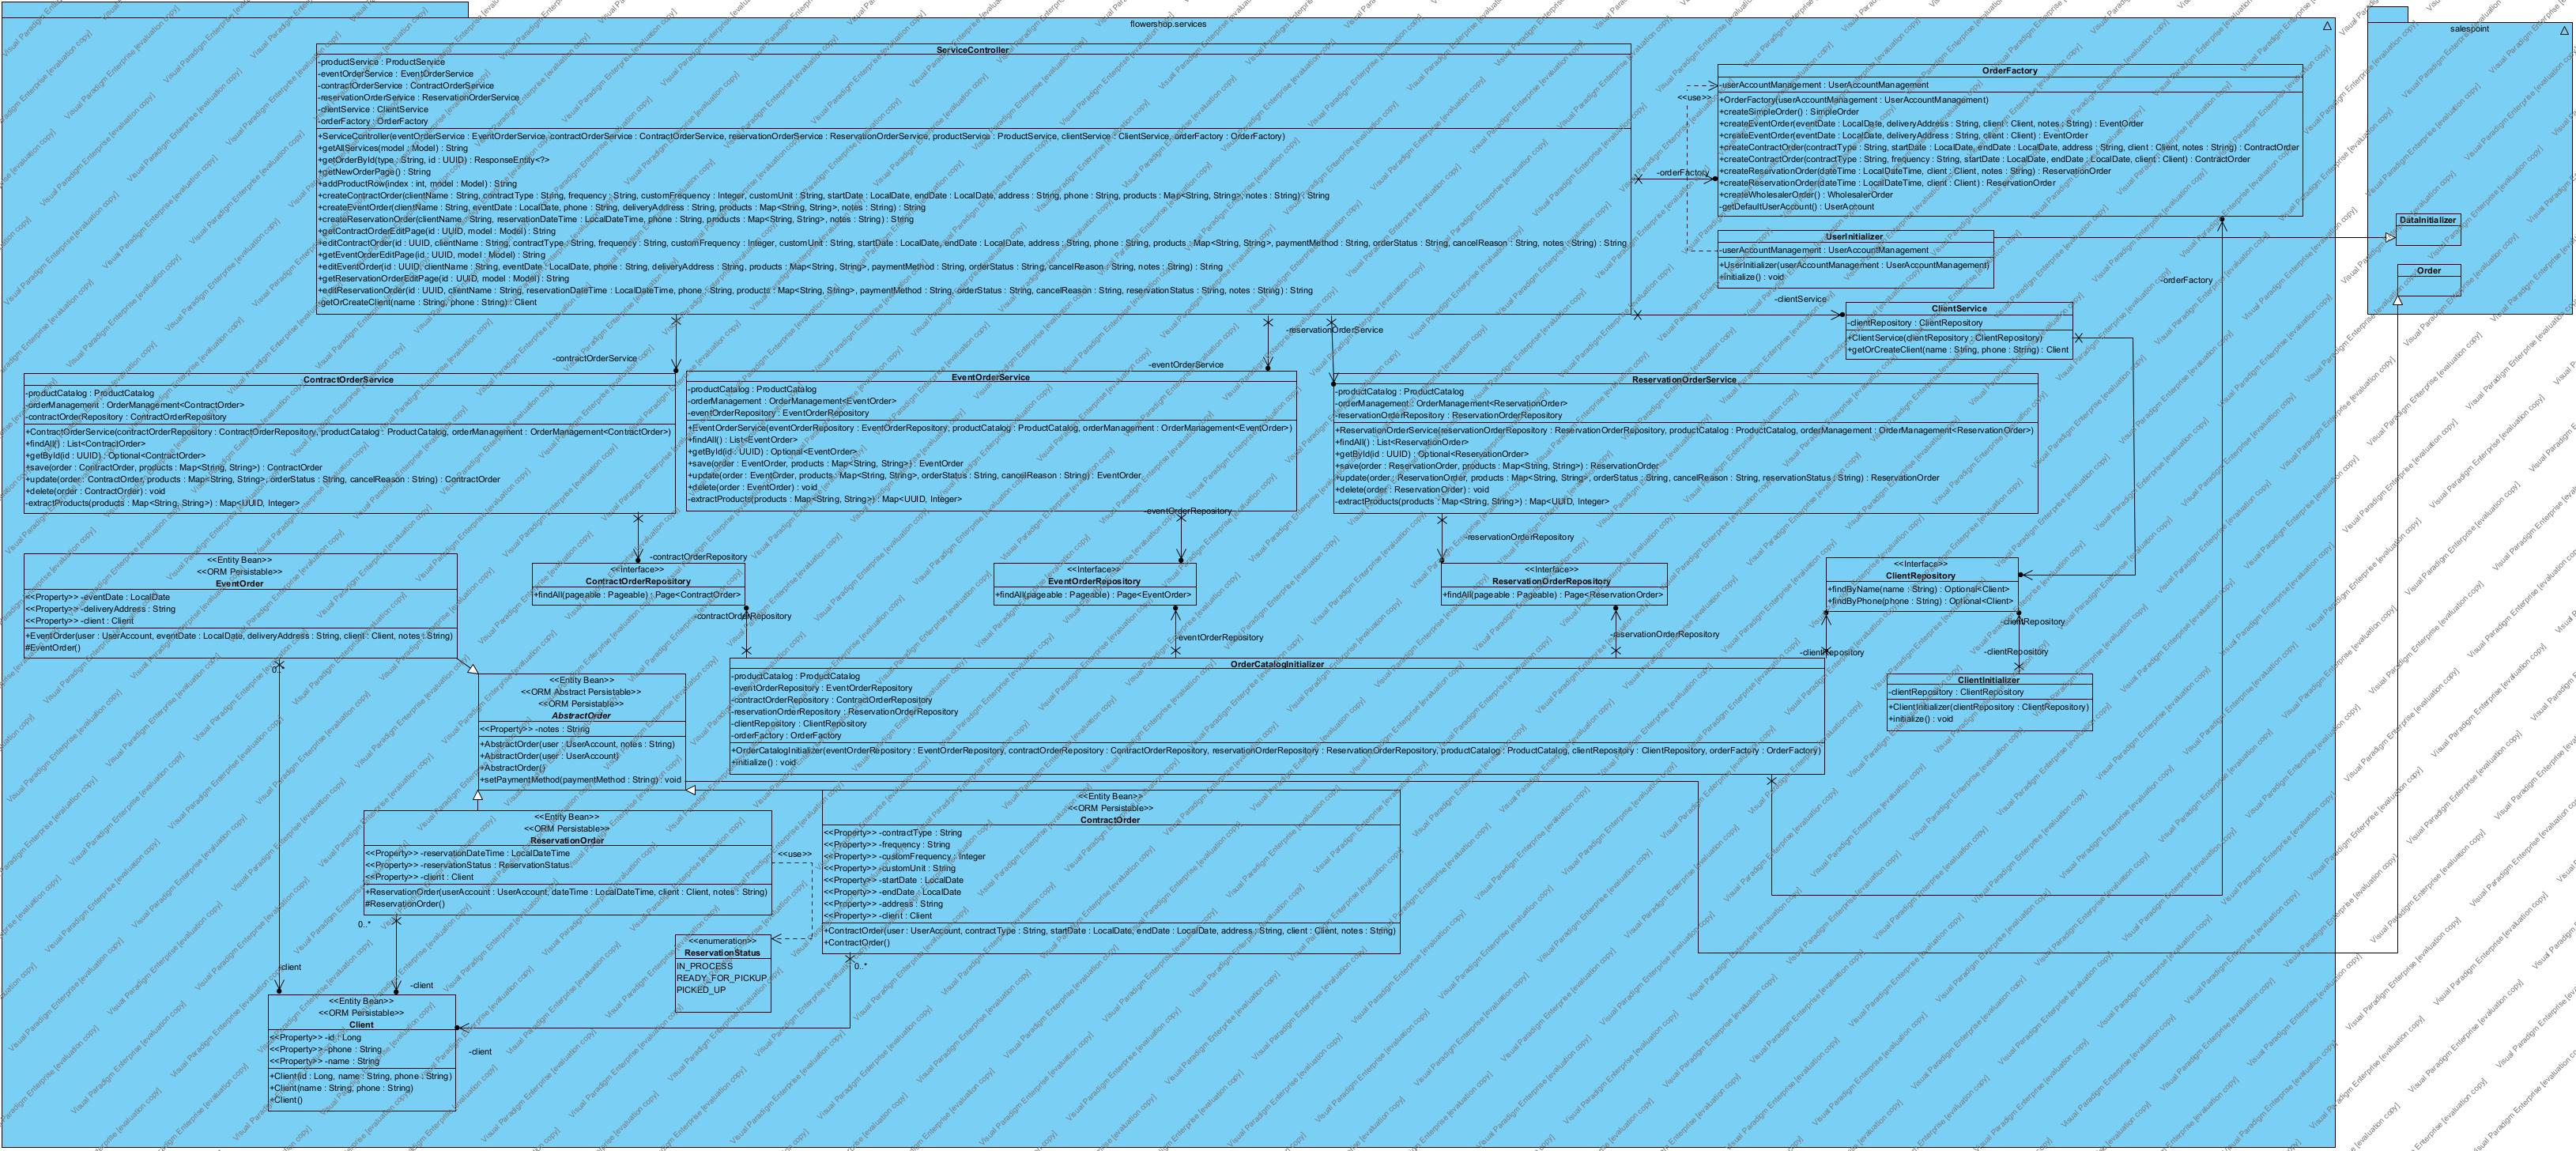 flowershop.services
salespoint
ServiceController
-productService : ProductService
-eventOrderService : EventOrderService
-contractOrderService : ContractOrderService
-reservationOrderService : ReservationOrderService
-clientService : ClientService
-orderFactory : OrderFactory
+ServiceController(eventOrderService : EventOrderService, contractOrderService : ContractOrderService, reservationOrderService : ReservationOrderService, productService : ProductService, clientService : ClientService, orderFactory : OrderFactory)
+getAllServices(model : Model) : String
+getOrderById(type : String, id : UUID) : ResponseEntity<?>
+getNewOrderPage() : String
+addProductRow(index : int, model : Model) : String
+createContractOrder(clientName : String, contractType : String, frequency : String, customFrequency : Integer, customUnit : String, startDate : LocalDate, endDate : LocalDate, address : String, phone : String, products : Map<String, String>, notes : String) : String
+createEventOrder(clientName : String, eventDate : LocalDate, phone : String, deliveryAddress : String, products : Map<String, String>, notes : String) : String
+createReservationOrder(clientName : String, reservationDateTime : LocalDateTime, phone : String, products : Map<String, String>, notes : String) : String
+getContractOrderEditPage(id : UUID, model : Model) : String
+editContractOrder(id : UUID, clientName : String, contractType : String, frequency : String, customFrequency : Integer, customUnit : String, startDate : LocalDate, endDate : LocalDate, address : String, phone : String, products : Map<String, String>, paymentMethod : String, orderStatus : String, cancelReason : String, notes : String) : String
+getEventOrderEditPage(id : UUID, model : Model) : String
+editEventOrder(id : UUID, clientName : String, eventDate : LocalDate, phone : String, deliveryAddress : String, products : Map<String, String>, paymentMethod : String, orderStatus : String, cancelReason : String, notes : String) : String
+getReservationOrderEditPage(id : UUID, model : Model) : String
+editReservationOrder(id : UUID, clientName : String, reservationDateTime : LocalDateTime, phone : String, products : Map<String, String>, paymentMethod : String, orderStatus : String, cancelReason : String, reservationStatus : String, notes : String) : String
-getOrCreateClient(name : String, phone : String) : Client
OrderFactory
-userAccountManagement : UserAccountManagement
+OrderFactory(userAccountManagement : UserAccountManagement)
+createSimpleOrder() : SimpleOrder
+createEventOrder(eventDate : LocalDate, deliveryAddress : String, client : Client, notes : String) : EventOrder
+createEventOrder(eventDate : LocalDate, deliveryAddress : String, client : Client) : EventOrder
+createContractOrder(contractType : String, startDate : LocalDate, endDate : LocalDate, address : String, client : Client, notes : String) : ContractOrder
+createContractOrder(contractType : String, frequency : String, startDate : LocalDate, endDate : LocalDate, client : Client) : ContractOrder
+createReservationOrder(dateTime : LocalDateTime, client : Client, notes : String) : ReservationOrder
+createReservationOrder(dateTime : LocalDateTime, client : Client) : ReservationOrder
+createWholesalerOrder() : WholesalerOrder
-getDefaultUserAccount() : UserAccount
<<use>>
-orderFactory
UserInitializer
-userAccountManagement : UserAccountManagement
+UserInitializer(userAccountManagement : UserAccountManagement)
+initialize() : void
DataInitializer
Order
-orderFactory
-clientService
ClientService
-clientRepository : ClientRepository
+ClientService(clientRepository : ClientRepository)
+getOrCreateClient(name : String, phone : String) : Client
-contractOrderService
-eventOrderService
-reservationOrderService
ContractOrderService
-productCatalog : ProductCatalog
-orderManagement : OrderManagement<ContractOrder>
-contractOrderRepository : ContractOrderRepository
+ContractOrderService(contractOrderRepository : ContractOrderRepository, productCatalog : ProductCatalog, orderManagement : OrderManagement<ContractOrder>)
+findAll() : List<ContractOrder>
+getById(id : UUID) : Optional<ContractOrder>
+save(order : ContractOrder, products : Map<String, String>) : ContractOrder
+update(order : ContractOrder, products : Map<String, String>, orderStatus : String, cancelReason : String) : ContractOrder
+delete(order : ContractOrder) : void
-extractProducts(products : Map<String, String>) : Map<UUID, Integer>
EventOrderService
-productCatalog : ProductCatalog
-orderManagement : OrderManagement<EventOrder>
-eventOrderRepository : EventOrderRepository
+EventOrderService(eventOrderRepository : EventOrderRepository, productCatalog : ProductCatalog, orderManagement : OrderManagement<EventOrder>)
+findAll() : List<EventOrder>
+getById(id : UUID) : Optional<EventOrder>
+save(order : EventOrder, products : Map<String, String>) : EventOrder
+update(order : EventOrder, products : Map<String, String>, orderStatus : String, cancelReason : String) : EventOrder
+delete(order : EventOrder) : void
-extractProducts(products : Map<String, String>) : Map<UUID, Integer>
ReservationOrderService
-productCatalog : ProductCatalog
-orderManagement : OrderManagement<ReservationOrder>
-reservationOrderRepository : ReservationOrderRepository
+ReservationOrderService(reservationOrderRepository : ReservationOrderRepository, productCatalog : ProductCatalog, orderManagement : OrderManagement<ReservationOrder>)
+findAll() : List<ReservationOrder>
+getById(id : UUID) : Optional<ReservationOrder>
+save(order : ReservationOrder, products : Map<String, String>) : ReservationOrder
+update(order : ReservationOrder, products : Map<String, String>, orderStatus : String, cancelReason : String, reservationStatus : String) : ReservationOrder
+delete(order : ReservationOrder) : void
-extractProducts(products : Map<String, String>) : Map<UUID, Integer>
-contractOrderRepository
-eventOrderRepository
-reservationOrderRepository
<<Interface>>
ContractOrderRepository
+findAll(pageable : Pageable) : Page<ContractOrder>
<<Interface>>
EventOrderRepository
+findAll(pageable : Pageable) : Page<EventOrder>
<<Interface>>
ReservationOrderRepository
+findAll(pageable : Pageable) : Page<ReservationOrder>
<<Interface>>
ClientRepository
+findByName(name : String) : Optional<Client>
+findByPhone(phone : String) : Optional<Client>
-contractOrderRepository
-eventOrderRepository
-reservationOrderRepository
-clientRepository
-clientRepository
-clientRepository
<<Entity Bean>>
<<ORM Persistable>>
EventOrder
<<Property>> -eventDate : LocalDate
<<Property>> -deliveryAddress : String
<<Property>> -client : Client
+EventOrder(user : UserAccount, eventDate : LocalDate, deliveryAddress : String, client : Client, notes : String)
#EventOrder()
0..*
<<Entity Bean>>
<<ORM Abstract Persistable>>
<<ORM Persistable>>
AbstractOrder
<<Property>> -notes : String
+AbstractOrder(user : UserAccount, notes : String)
+AbstractOrder(user : UserAccount)
+AbstractOrder()
+setPaymentMethod(paymentMethod : String) : void
OrderCatalogInitializer
-productCatalog : ProductCatalog
-eventOrderRepository : EventOrderRepository
-contractOrderRepository : ContractOrderRepository
-reservationOrderRepository : ReservationOrderRepository
-clientRepository : ClientRepository
-orderFactory : OrderFactory
+OrderCatalogInitializer(eventOrderRepository : EventOrderRepository, contractOrderRepository : ContractOrderRepository, reservationOrderRepository : ReservationOrderRepository, productCatalog : ProductCatalog, clientRepository : ClientRepository, orderFactory : OrderFactory)
+initialize() : void
ClientInitializer
-clientRepository : ClientRepository
+ClientInitializer(clientRepository : ClientRepository)
+initialize() : void
<<Entity Bean>>
<<ORM Persistable>>
ReservationOrder
<<Property>> -reservationDateTime : LocalDateTime
<<Property>> -reservationStatus : ReservationStatus
<<Property>> -client : Client
+ReservationOrder(userAccount : UserAccount, dateTime : LocalDateTime, client : Client, notes : String)
#ReservationOrder()
0..*
<<use>>
<<Entity Bean>>
<<ORM Persistable>>
ContractOrder
<<Property>> -contractType : String
<<Property>> -frequency : String
<<Property>> -customFrequency : Integer
<<Property>> -customUnit : String
<<Property>> -startDate : LocalDate
<<Property>> -endDate : LocalDate
<<Property>> -address : String
<<Property>> -client : Client
+ContractOrder(user : UserAccount, contractType : String, startDate : LocalDate, endDate : LocalDate, address : String, client : Client, notes : String)
+ContractOrder()
0..*
<<enumeration>>
ReservationStatus
IN_PROCESS
READY_FOR_PICKUP
PICKED_UP
-client
-client
-client
<<Entity Bean>>
<<ORM Persistable>>
Client
<<Property>> -id : Long
<<Property>> -phone : String
<<Property>> -name : String
+Client(id : Long, name : String, phone : String)
+Client(name : String, phone : String)
+Client()
Visual Paradigm Enterprise [evaluation copy]